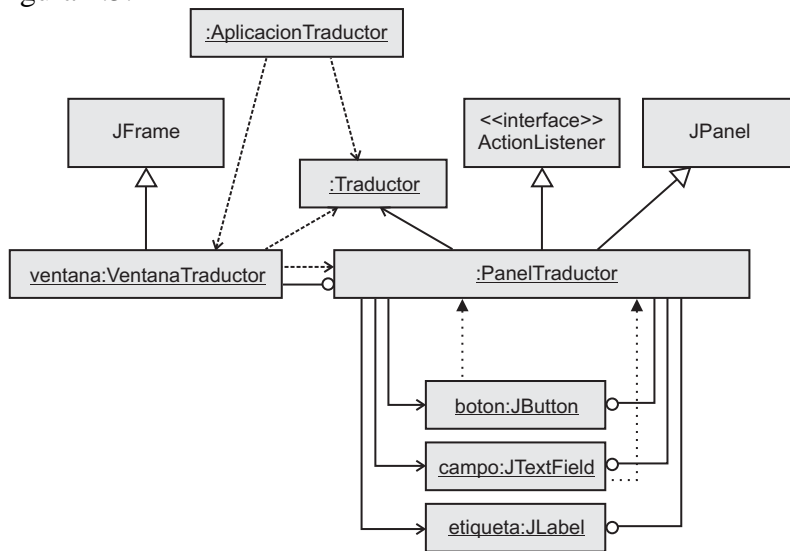 :AplicacionTraductor
JFrame
<<interface>>
ActionListener
JPanel
:Traductor
ventana:VentanaTraductor
:PanelTraductor
boton:JButton
campo:JTextField
etiqueta:JLabel